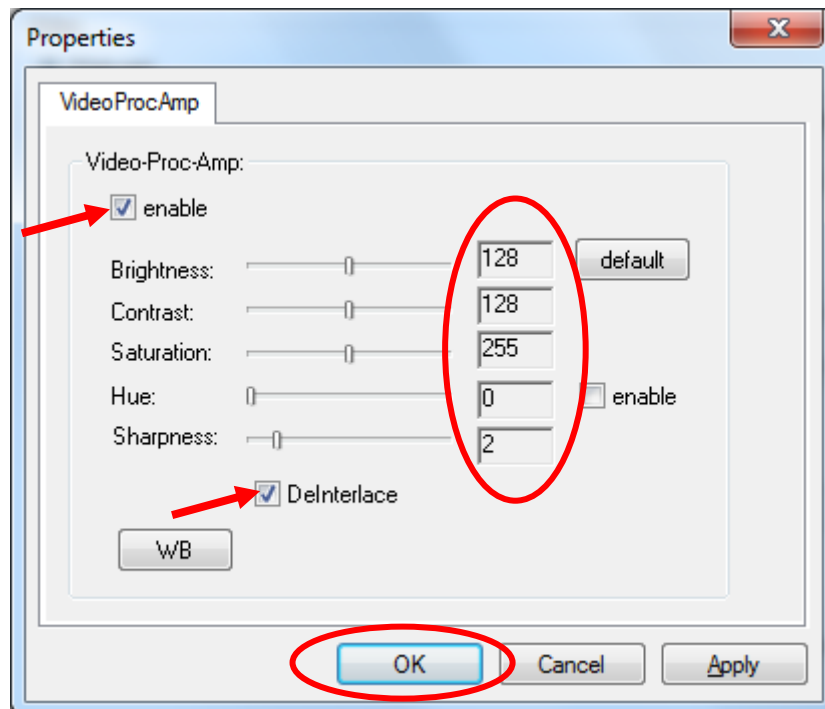 Properties
VideoProcAmp
Video-Proc-Amp:
enable
Brightness: 128 default
Contrast: 128
Saturation: 255
Hue: 0 enable
Sharpness: 2
DeInterlace
WB
OK Cancel Apply